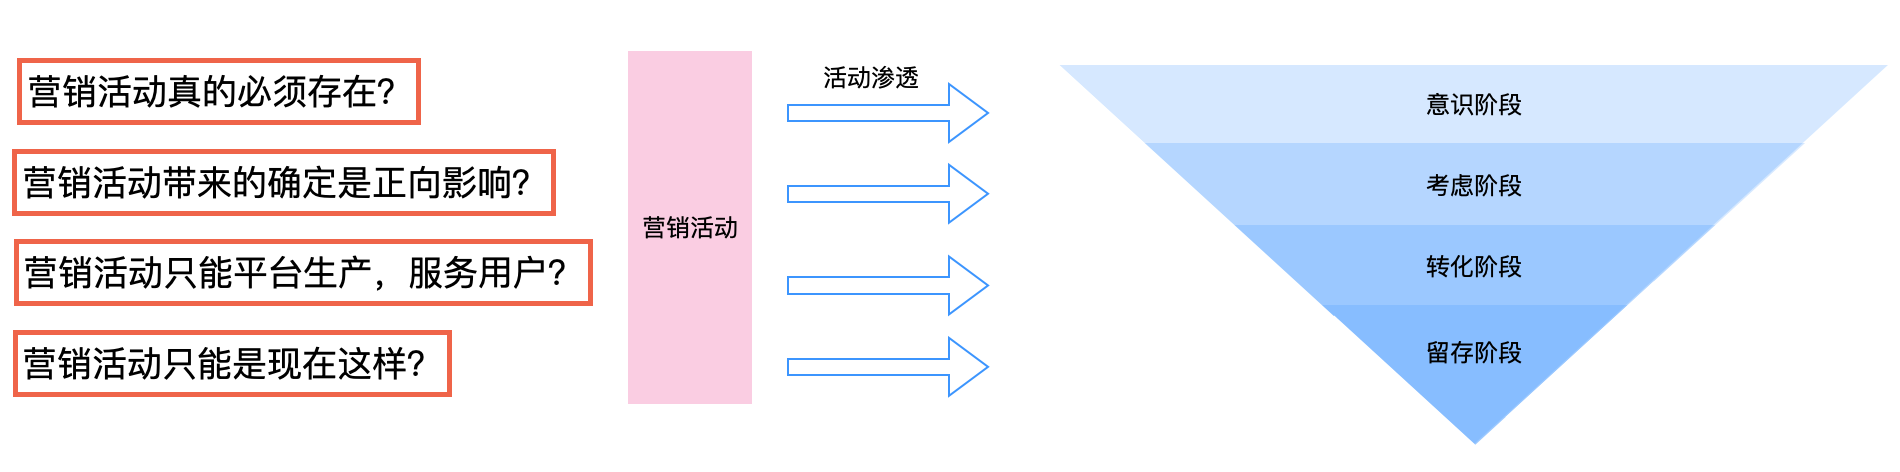 营销活动真的必须存在？
营销活动带来的确定是正向影响？
营销活动只能平台生产，服务用户？
营销活动只能是现在这样？
营销活动
活动渗透
意识阶段
考虑阶段
转化阶段
留存阶段